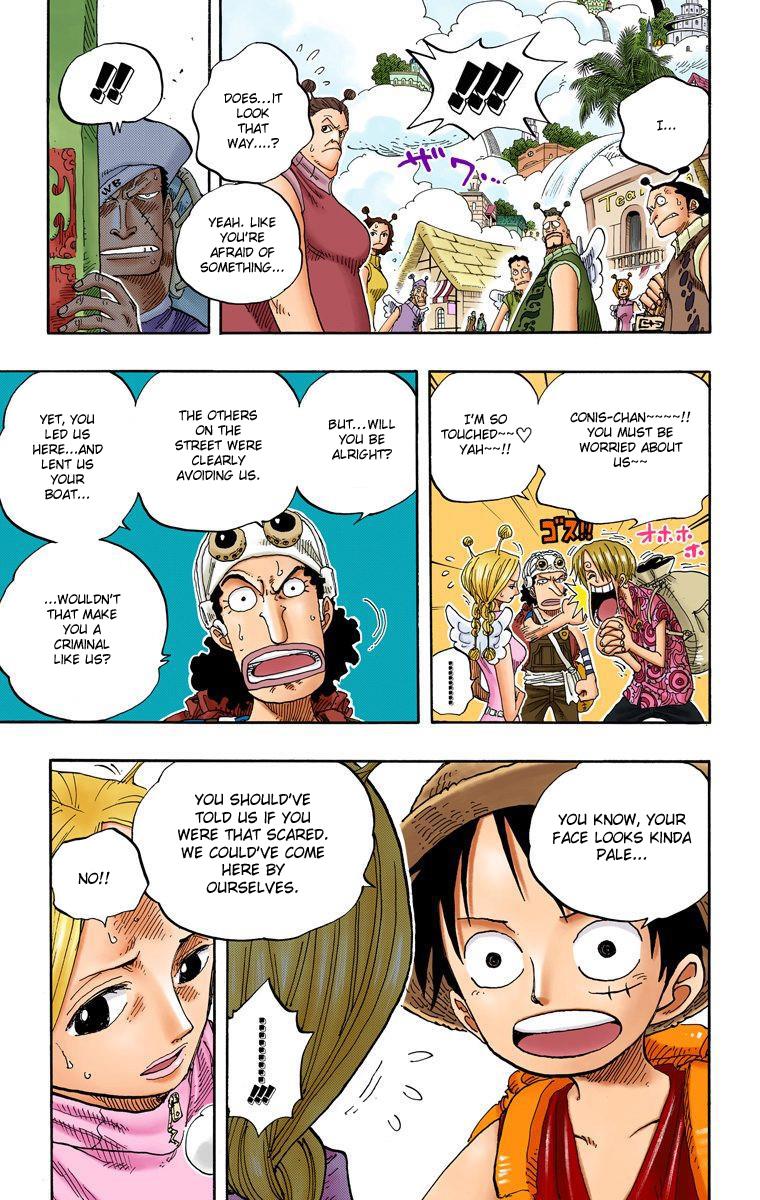 I...
!!!!
ザワ…
DOES...IT
LOOK
THAT
WAY....?
YEAH. LIKE
YOU'RE
AFRAID OF
SOMETHING...
!!
WB
CONIS-CHAN~~~~!!
YOU MUST BE
WORRIED ABOUT
US~~
I'M SO
TOUCHED~~♡
YAH~~!!
オホホホ
ゴス!!
..........
BUT...WILL
YOU BE
ALRIGHT?
THE OTHERS
ON THE
STREET WERE
CLEARLY
AVOIDING US.
YET, YOU
LED US
HERE...AND
LENT US
YOUR
BOAT...
...WOULDN'T
THAT MAKE
YOU A
CRIMINAL
LIKE US?
YOU KNOW, YOUR
FACE LOOKS KINDA
PALE...
YOU SHOULD'VE
TOLD US IF YOU
WERE THAT SCARED.
WE COULD'VE COME
HERE BY
OURSELVES.
..........!!!
NO!!